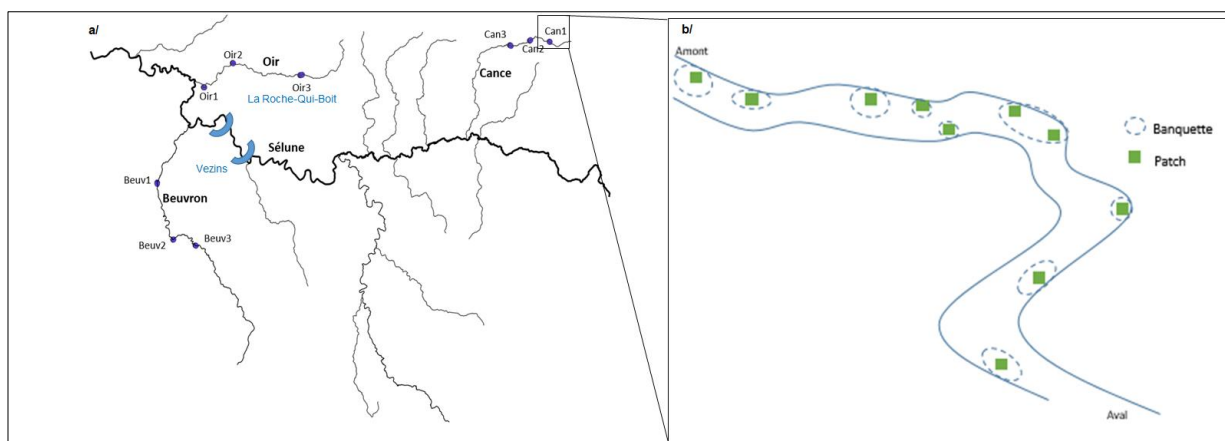 a/
Can1
Can2
Can3
Oir2
Oir
Oir1
Oir3
Cance
La Roche-Qui-Boit
Sélune
Vezins
Beuv1
Beuvron
Beuv2
Beuv3
b/
Amont
Banquette
Patch
Aval